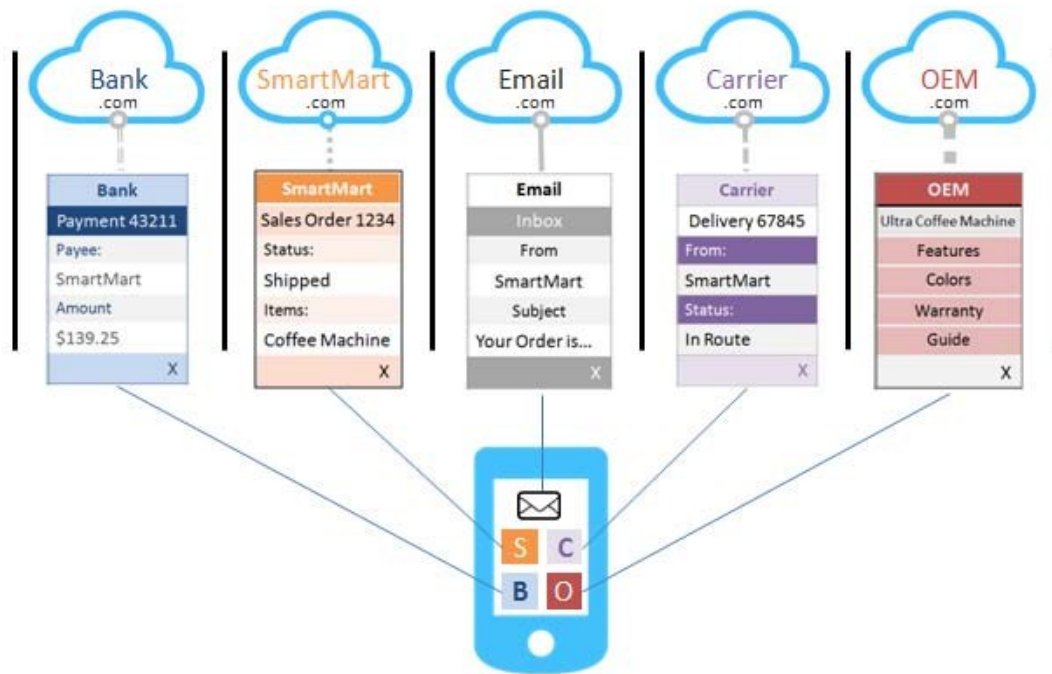 Bank
.com
SmartMart
.com
Email
.com
Carrier
.com
OEM
.com
Bank
Payment 43211
Payee:
SmartMart
Amount
$139.25
X
SmartMart
Sales Order 1234
Status:
Shipped
Items:
Coffee Machine
X
Email
Inbox
From
SmartMart
Subject
Your Order is...
X
Carrier
Delivery 67845
From:
SmartMart
Status:
In Route
X
OEM
Ultra Coffee Machine
Features
Colors
Warranty
Guide
X
S C
B O